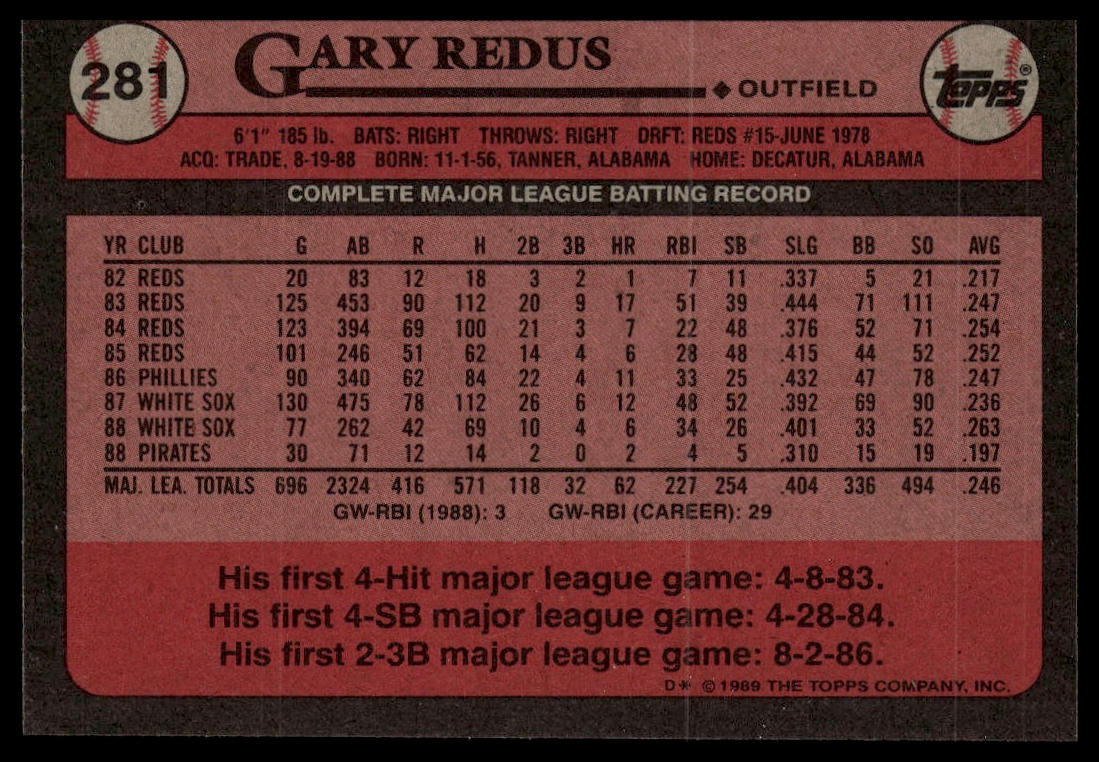 281 GARY REDUS
◆ OUTFIELD
TOPPS®
6'1" 185 lb. BATS: RIGHT THROWS: RIGHT DRFT: REDS #15-JUNE 1978
ACQ: TRADE, 8-19-88 BORN: 11-1-56, TANNER, ALABAMA HOME: DECATUR, ALABAMA
COMPLETE MAJOR LEAGUE BATTING RECORD
YR CLUB G AB R H 2B 3B HR RBI SB SLG BB SO AVG
82 REDS 20 83 12 18 3 2 1 7 11 .337 5 21 .217
83 REDS 125 453 90 112 20 9 17 51 39 .444 71 111 .247
84 REDS 123 394 69 100 21 3 7 22 48 .376 52 71 .254
85 REDS 101 246 51 62 14 4 6 28 48 .415 44 52 .252
86 PHILLIES 90 340 62 84 22 4 11 33 25 .432 47 78 .247
87 WHITE SOX 130 475 78 112 26 6 12 48 52 .392 69 90 .236
88 WHITE SOX 77 262 42 69 10 4 6 34 26 .401 33 52 .263
88 PIRATES 30 71 12 14 2 0 2 4 5 .310 15 19 .197
MAJ. LEA. TOTALS 696 2324 416 571 118 32 62 227 254 .404 336 494 .246
GW-RBI (1988): 3 GW-RBI (CAREER): 29
His first 4-Hit major league game: 4-8-83.
His first 4-SB major league game: 4-28-84.
His first 2-3B major league game: 8-2-86.
D* © 1989 THE TOPPS COMPANY, INC.